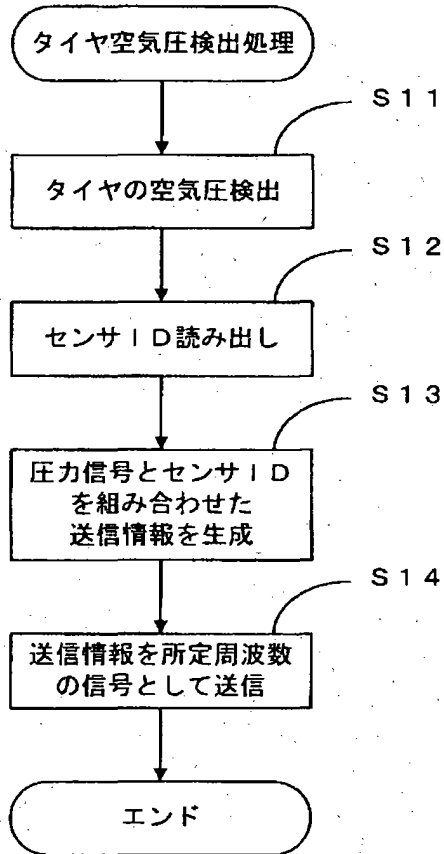 タイヤ空気圧検出処理
S11
タイヤの空気圧検出
S12
センサID読み出し
S13
圧力信号とセンサID
を組み合わせた
送信情報を生成
S14
送信情報を所定周波数
の信号として送信
エンド